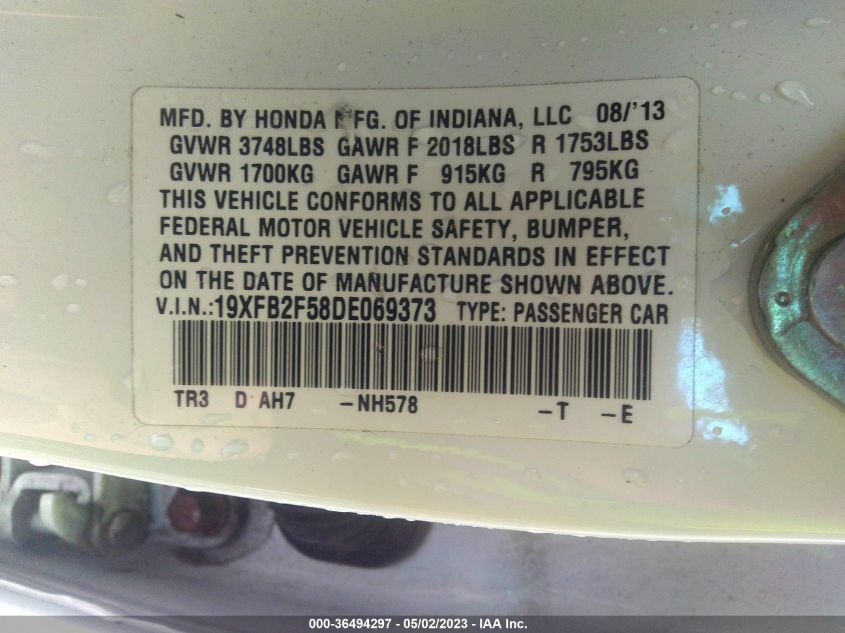 MFD. BY HONDA MFG. OF INDIANA, LLC 08/'13
GVWR 3748LBS GAWR F 2018LBS R 1753LBS
GVWR 1700KG GAWR F 915KG R 795KG
THIS VEHICLE CONFORMS TO ALL APPLICABLE
FEDERAL MOTOR VEHICLE SAFETY, BUMPER,
AND THEFT PREVENTION STANDARDS IN EFFECT
ON THE DATE OF MANUFACTURE SHOWN ABOVE.
V.I.N.:19XFB2F58DE069373 TYPE: PASSENGER CAR
TR3 D AH7 -NH578 -T -E
000-36494297 - 05/02/2023 - IAA Inc.